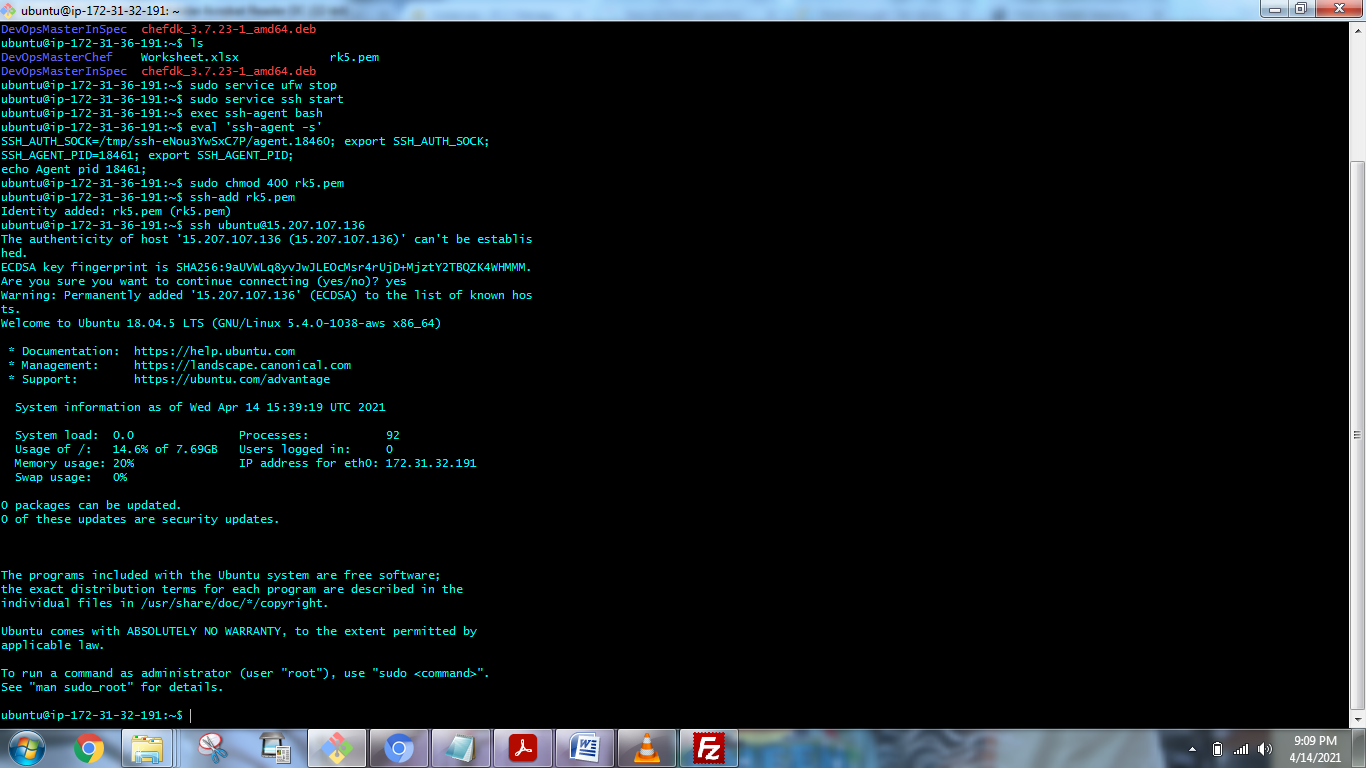 ubuntu@ip-172-31-32-191: ~
DevOpsMasterInSpec  chefdk_3.7.23-1_amd64.deb
ubuntu@ip-172-31-36-191:~$ ls
DevOpsMasterChef    Worksheet.xlsx             rk5.pem
DevOpsMasterInSpec  chefdk_3.7.23-1_amd64.deb
ubuntu@ip-172-31-36-191:~$ sudo service ufw stop
ubuntu@ip-172-31-36-191:~$ sudo service ssh start
ubuntu@ip-172-31-36-191:~$ exec ssh-agent bash
ubuntu@ip-172-31-36-191:~$ eval 'ssh-agent -s'
SSH_AUTH_SOCK=/tmp/ssh-eNou3YwSxC7P/agent.18460; export SSH_AUTH_SOCK;
SSH_AGENT_PID=18461; export SSH_AGENT_PID;
echo Agent pid 18461;
ubuntu@ip-172-31-36-191:~$ sudo chmod 400 rk5.pem
ubuntu@ip-172-31-36-191:~$ ssh-add rk5.pem
Identity added: rk5.pem (rk5.pem)
ubuntu@ip-172-31-36-191:~$ ssh ubuntu@15.207.107.136
The authenticity of host '15.207.107.136 (15.207.107.136)' can't be establis
hed.
ECDSA key fingerprint is SHA256:9aUVWLq8yvJwJLEOcMsr4rUjD+MjztY2TBQZK4WHMMM.
Are you sure you want to continue connecting (yes/no)? yes
Warning: Permanently added '15.207.107.136' (ECDSA) to the list of known hos
ts.
Welcome to Ubuntu 18.04.5 LTS (GNU/Linux 5.4.0-1038-aws x86_64)
 * Documentation:  https://help.ubuntu.com
 * Management:     https://landscape.canonical.com
 * Support:        https://ubuntu.com/advantage
  System information as of Wed Apr 14 15:39:19 UTC 2021
  System load:  0.0               Processes:           92
  Usage of /:   14.6% of 7.69GB   Users logged in:     0
  Memory usage: 20%               IP address for eth0: 172.31.32.191
  Swap usage:   0%
0 packages can be updated.
0 of these updates are security updates.
The programs included with the Ubuntu system are free software;
the exact distribution terms for each program are described in the
individual files in /usr/share/doc/*/copyright.
Ubuntu comes with ABSOLUTELY NO WARRANTY, to the extent permitted by
applicable law.
To run a command as administrator (user "root"), use "sudo <command>".
See "man sudo_root" for details.
ubuntu@ip-172-31-32-191:~$
9:09 PM
4/14/2021